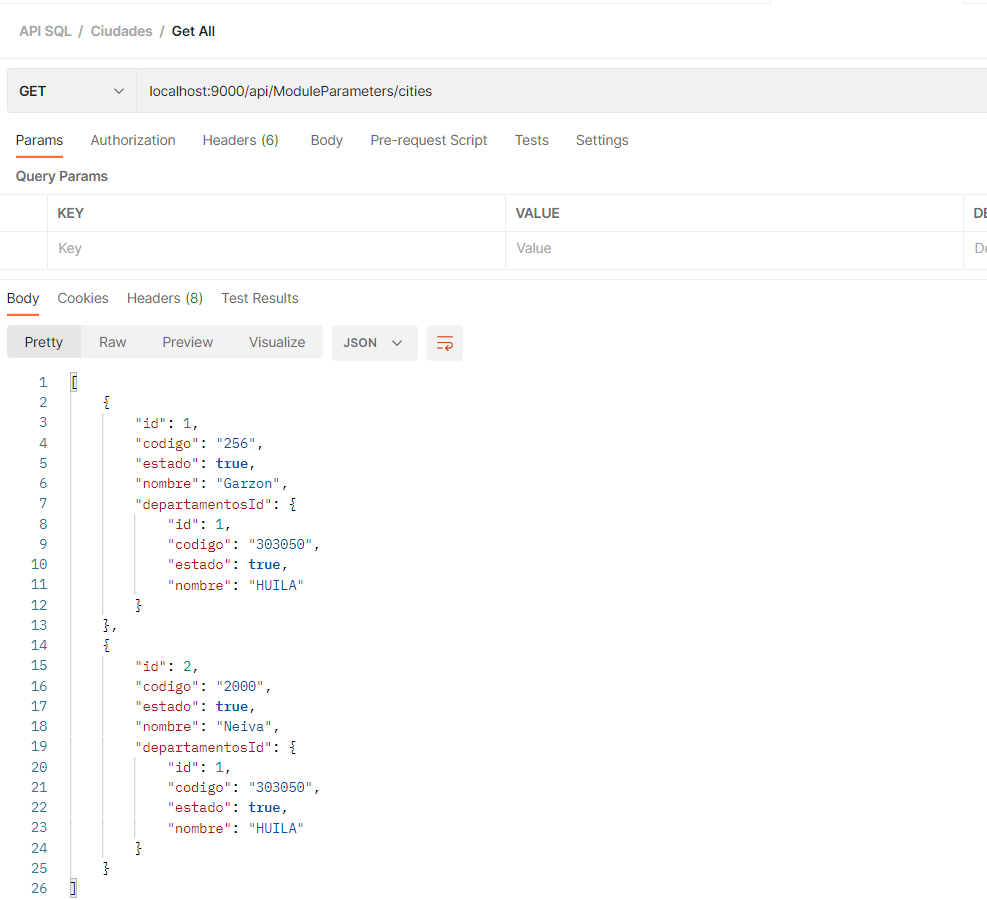 API SQL / Ciudades / Get All
GET localhost:9000/api/ModuleParameters/cities
Params Authorization Headers (6) Body Pre-request Script Tests Settings
Query Params
KEY VALUE DE
Key Value De
Body Cookies Headers (8) Test Results
Pretty Raw Preview Visualize JSON
1 [
2 {
3 "id": 1,
4 "codigo": "256",
5 "estado": true,
6 "nombre": "Garzon",
7 "departamentosId": {
8 "id": 1,
9 "codigo": "303050",
10 "estado": true,
11 "nombre": "HUILA"
12 }
13 },
14 {
15 "id": 2,
16 "codigo": "2000",
17 "estado": true,
18 "nombre": "Neiva",
19 "departamentosId": {
20 "id": 1,
21 "codigo": "303050",
22 "estado": true,
23 "nombre": "HUILA"
24 }
25 }
26 ]